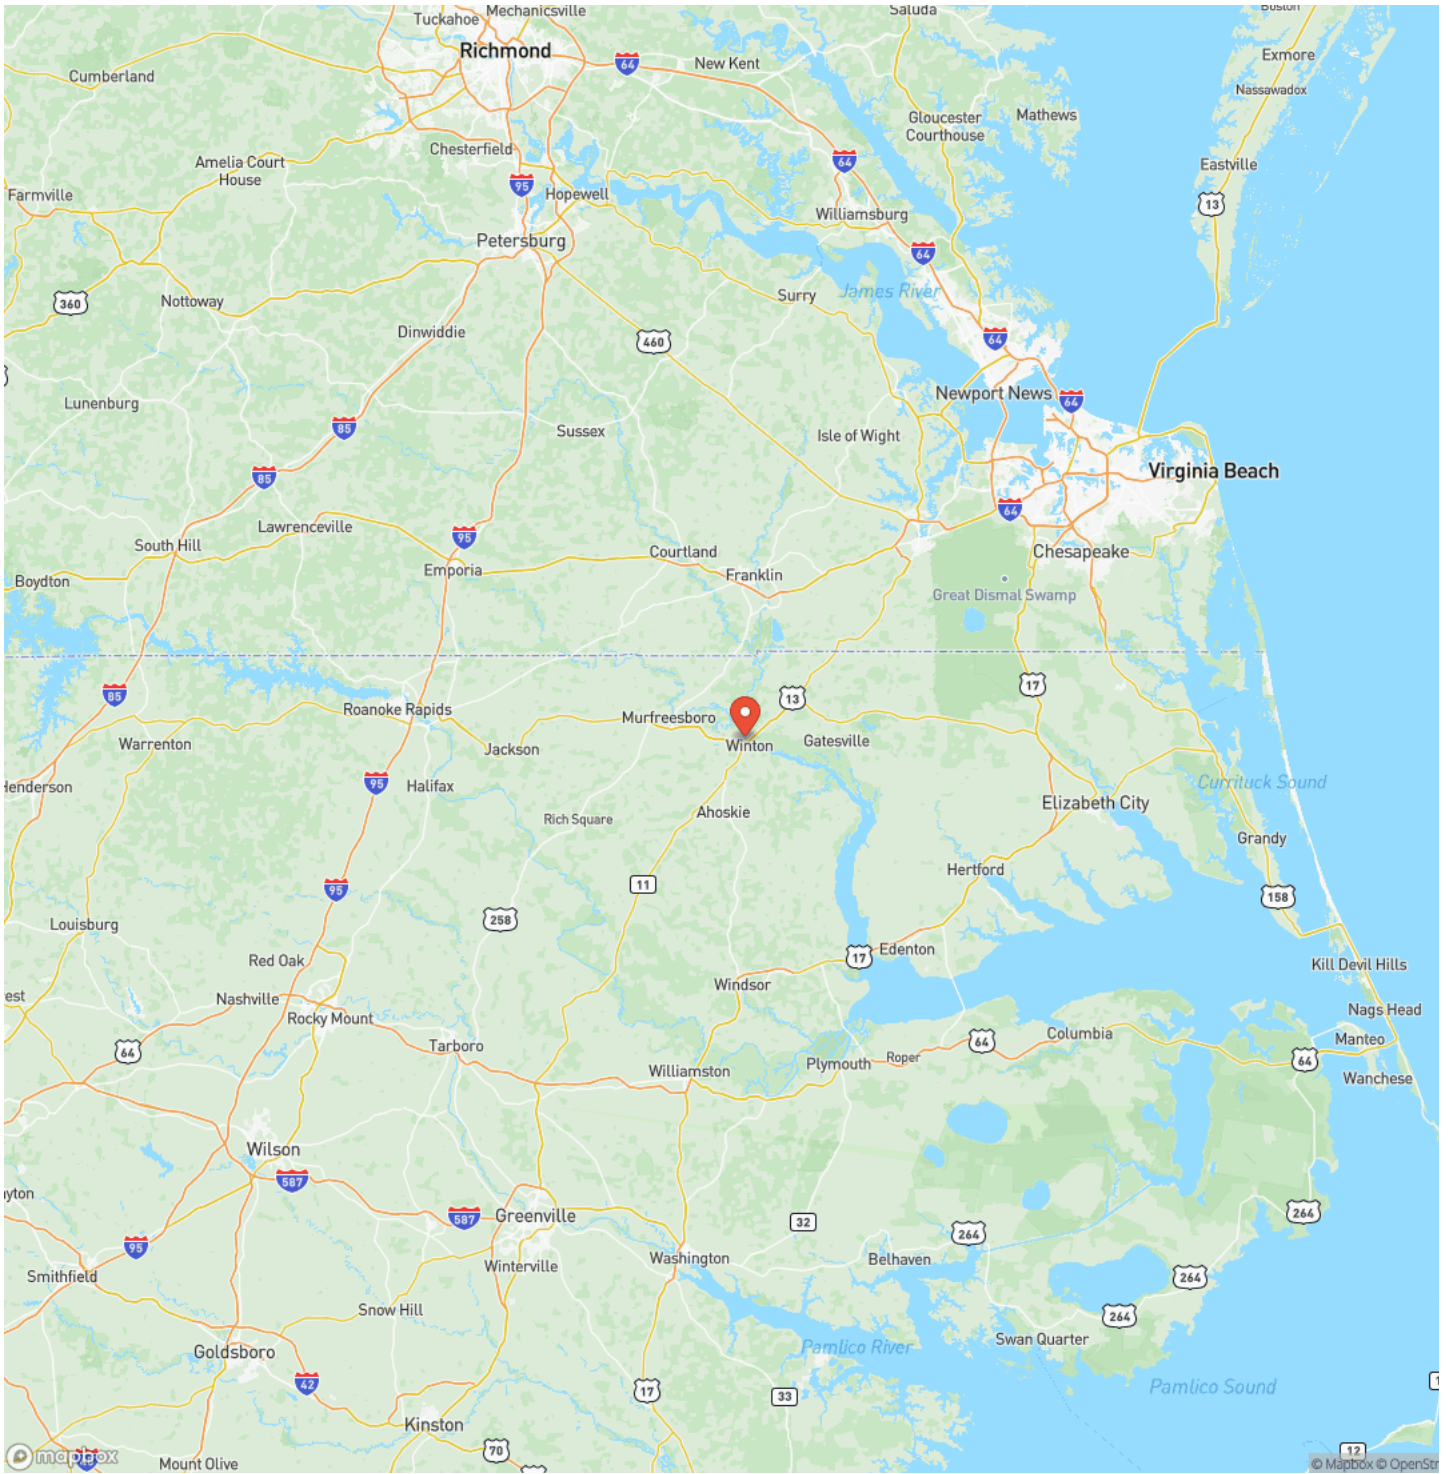 Tuckahoe
Mechanicsville
Saluda
Richmond
64
New Kent
Exmore
Cumberland
Nassawadox
Gloucester
Courthouse
Mathews
Chesterfield
64
Amelia Court
House
Eastville
95
Farmville
Hopewell
13
Williamsburg
Petersburg
64
James River
Surry
360
Nottoway
Dinwiddie
460
64
Newport News
64
Lunenburg
85
Sussex
Isle of Wight
Virginia Beach
85
64
Lawrenceville
95
South Hill
Courtland
Chesapeake
Emporia
Franklin
Boydton
Great Dismal Swamp
17
85
13
Roanoke Rapids
Murfreesboro
Warrenton
Jackson
Winton
Gatesville
95
Halifax
Henderson
Currituck Sound
Elizabeth City
Rich Square
Ahoskie
Grandy
Hertford
11
95
158
258
Louisburg
Edenton
17
Red Oak
Kill Devil Hills
Windsor
est
Nashville
Nags Head
Rocky Mount
Columbia
64
Manteo
64
Tarboro
64
Roper
Plymouth
Williamston
Wanchese
Wilson
587
yton
264
587
Greenville
32
264
95
Washington
Belhaven
Winterville
Smithfield
264
Snow Hill
264
Swan Quarter
Pamlico River
Goldsboro
42
17
33
Pamlico Sound
Kinston
70
12
mapbox
Mount Olive
© Mapbox © OpenStr